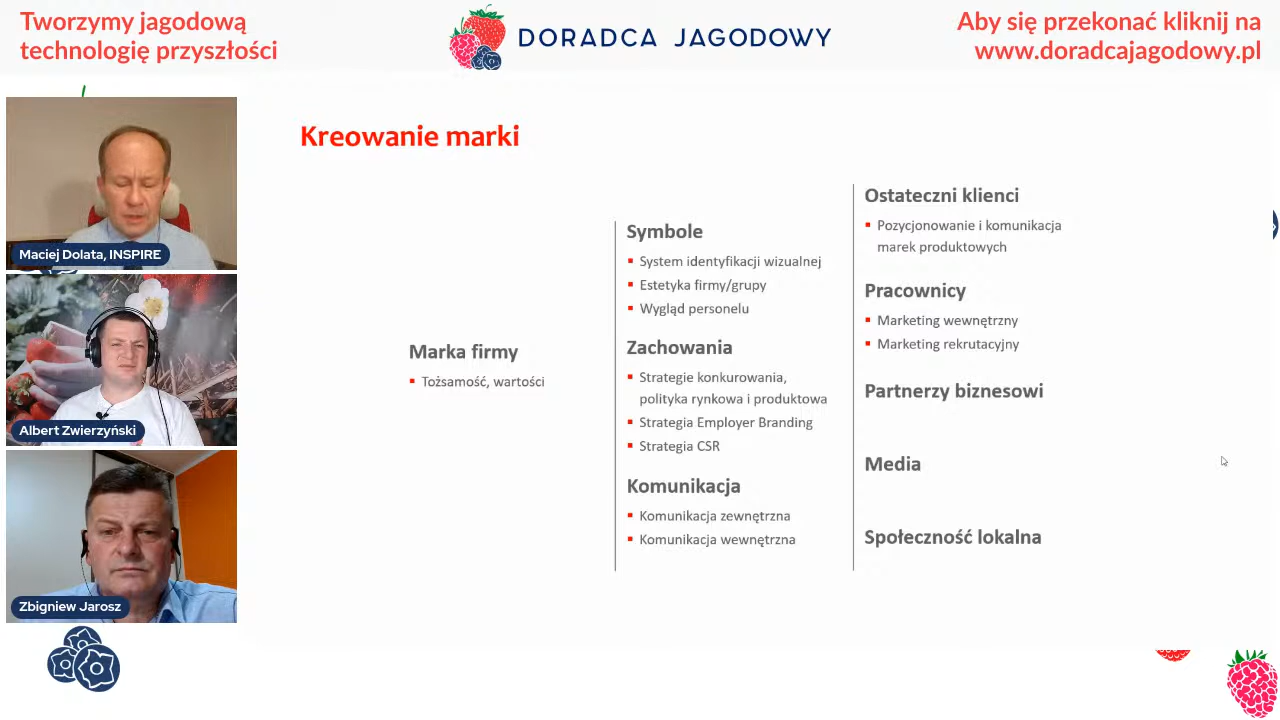 Tworzymy jagodową
technologię przyszłości
DORADCA JAGODOWY
Aby się przekonać kliknij na
www.doradcajagodowy.pl
Maciej Dolata, INSPIRE
Albert Zwierzyński
Zbigniew Jarosz
Kreowanie marki
Marka firmy
Tożsamość, wartości
Symbole
System identyfikacji wizualnej
Estetyka firmy/grupy
Wygląd personelu
Zachowania
Strategie konkurowania,
polityka rynkowa i produktowa
Strategia Employer Branding
Strategia CSR
Komunikacja
Komunikacja zewnętrzna
Komunikacja wewnętrzna
Ostateczni klienci
Pozycjonowanie i komunikacja
marek produktowych
Pracownicy
Marketing wewnętrzny
Marketing rekrutacyjny
Partnerzy biznesowi
Media
Społeczność lokalna